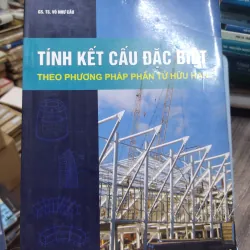 GS. TS. VÕ NHƯ CẦU
TÍNH KẾT CẤU ĐẶC BIỆT
THEO PHƯƠNG PHÁP PHẦN TỬ HỮU HẠN